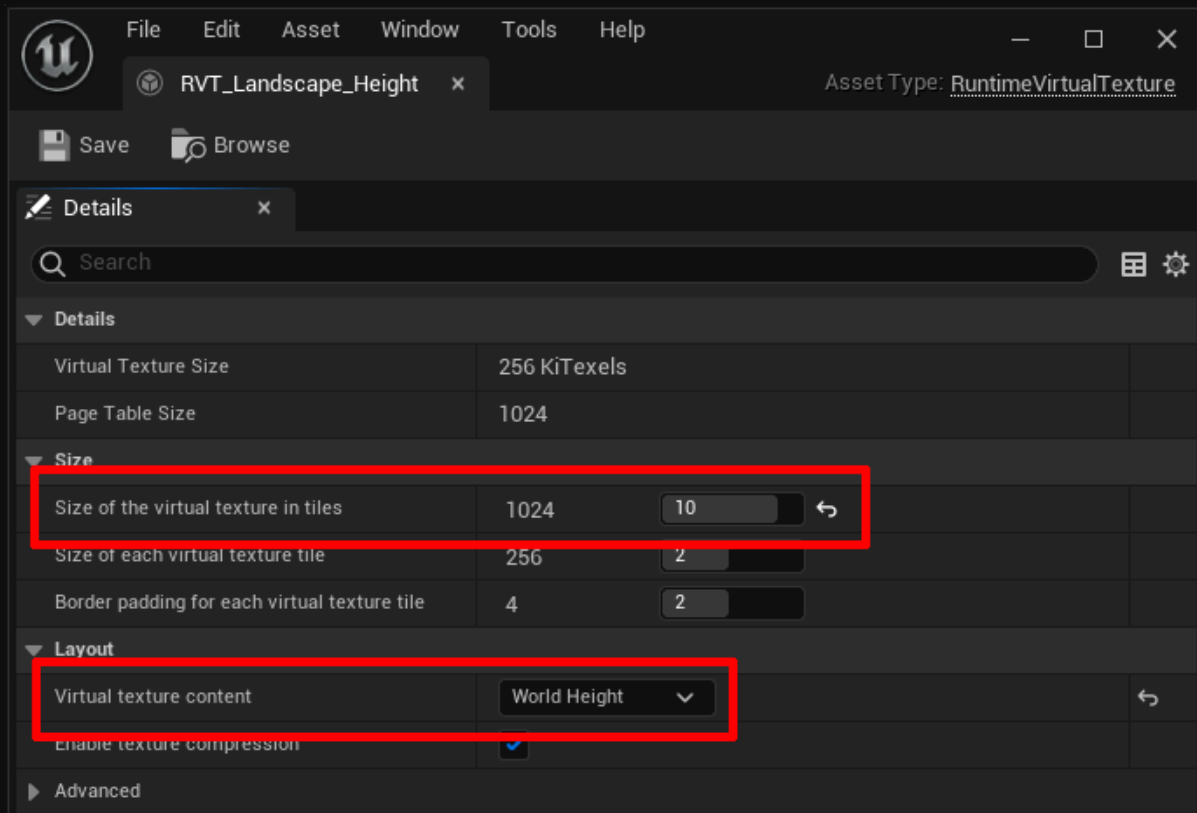 File Edit Asset Window Tools Help
RVT_Landscape_Height
Asset Type: RuntimeVirtualTexture
Save Browse
Details
Search
Details
Virtual Texture Size 256 KiTexels
Page Table Size 1024
Size
Size of the virtual texture in tiles 1024 10
Size of each virtual texture tile 256 2
Border padding for each virtual texture tile 4 2
Layout
Virtual texture content World Height
Enable texture compression
Advanced